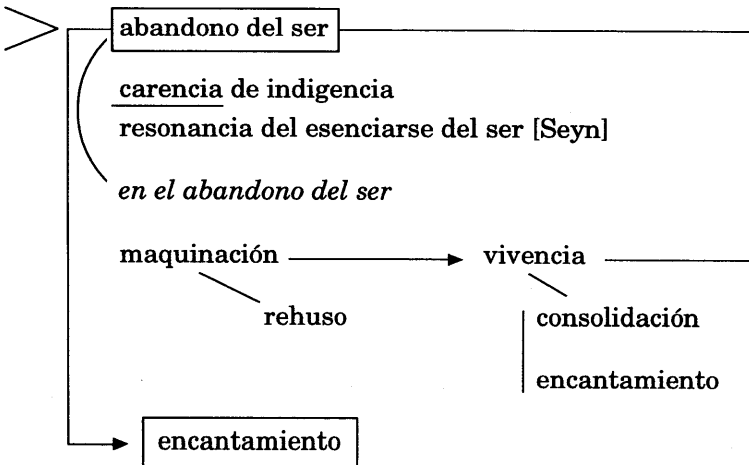 abandono del ser
carencia de indigencia
resonancia del esenciarse del ser [Seyn]
en el abandono del ser
maquinación vivencia
rehuso consolidación
encantamiento
encantamiento